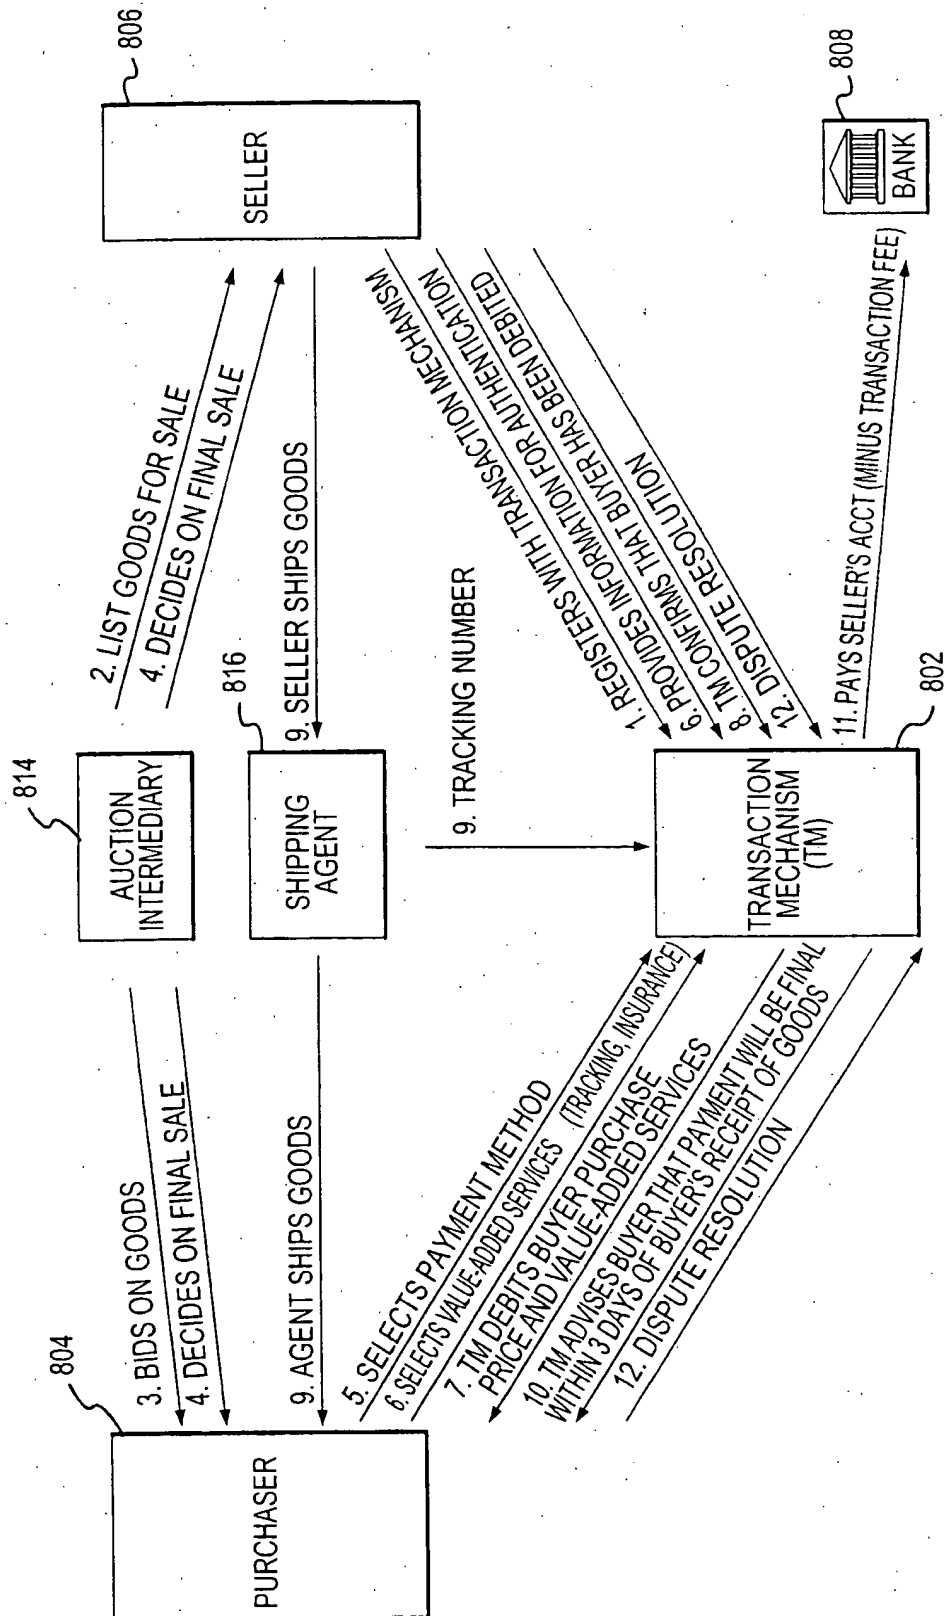 804
PURCHASER
3. BIDS ON GOODS
4. DECIDES ON FINAL SALE
9. AGENT SHIPS GOODS
814
AUCTION
INTERMEDIARY
816
SHIPPING
AGENT
2. LIST GOODS FOR SALE
4. DECIDES ON FINAL SALE
9. SELLER SHIPS GOODS
806
SELLER
9. TRACKING NUMBER
5. SELECTS PAYMENT METHOD
6. SELECTS VALUE-ADDED SERVICES (TRACKING, INSURANCE)
7. TM DEBITS BUYER PURCHASE
PRICE AND VALUE-ADDED SERVICES
10. TM ADVISES BUYER THAT PAYMENT WILL BE FINAL
WITHIN 3 DAYS OF BUYER'S RECEIPT OF GOODS
12. DISPUTE RESOLUTION
TRANSACTION
MECHANISM
(TM)
802
1. REGISTERS WITH TRANSACTION MECHANISM
6. PROVIDES INFORMATION FOR AUTHENTICATION
8. TM CONFIRMS THAT BUYER HAS BEEN DEBITED
12. DISPUTE RESOLUTION
11. PAYS SELLER'S ACCT (MINUS TRANSACTION FEE)
808
BANK